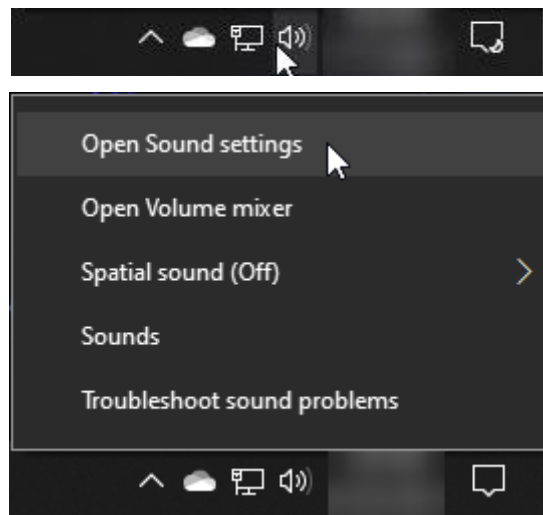 Open Sound settings
Open Volume mixer
Spatial sound (Off)
Sounds
Troubleshoot sound problems